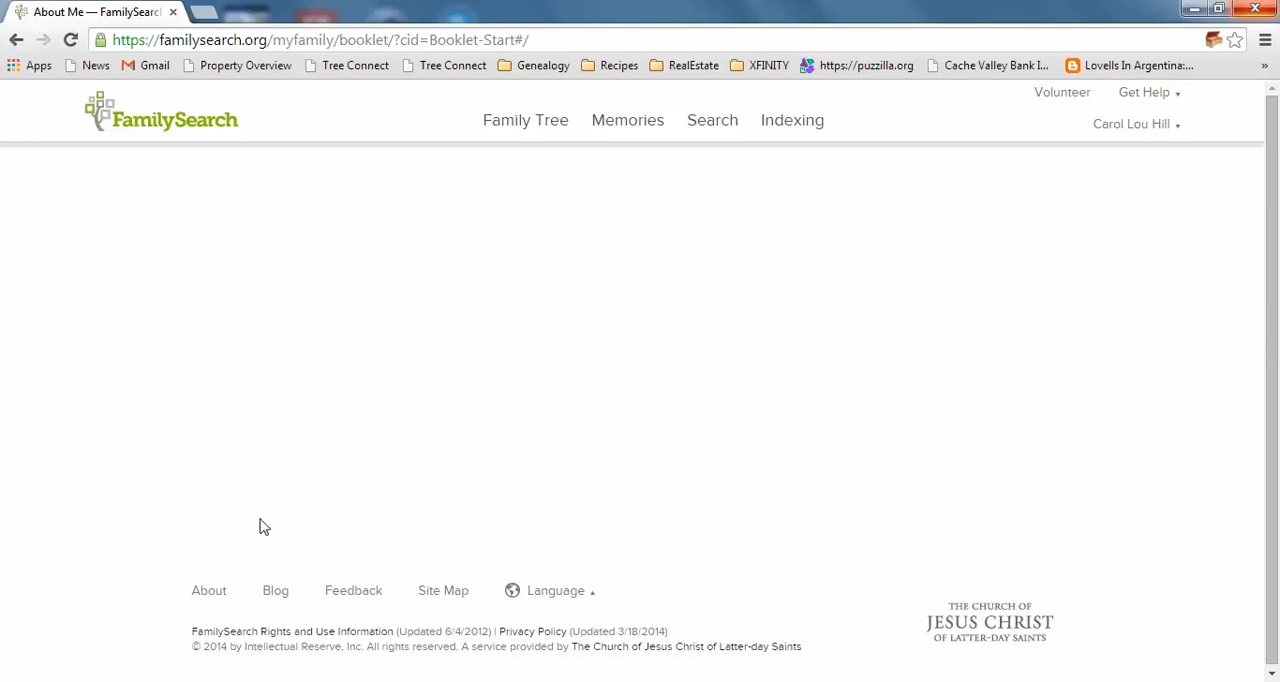 About Me — FamilySearch
https://familysearch.org/myfamily/booklet/?cid=Booklet-Start#/
Apps News Gmail Property Overview Tree Connect Tree Connect Genealogy Recipes RealEstate XFINITY https://puzzilla.org Cache Valley Bank I... Lovells In Argentina:... »
Volunteer Get Help
FamilySearch Family Tree Memories Search Indexing
Carol Lou Hill
About Blog Feedback Site Map Language
THE CHURCH OF
JESUS CHRIST
OF LATTER-DAY SAINTS
FamilySearch Rights and Use Information (Updated 6/4/2012) | Privacy Policy (Updated 3/18/2014)
© 2014 by Intellectual Reserve, Inc. All rights reserved. A service provided by The Church of Jesus Christ of Latter-day Saints